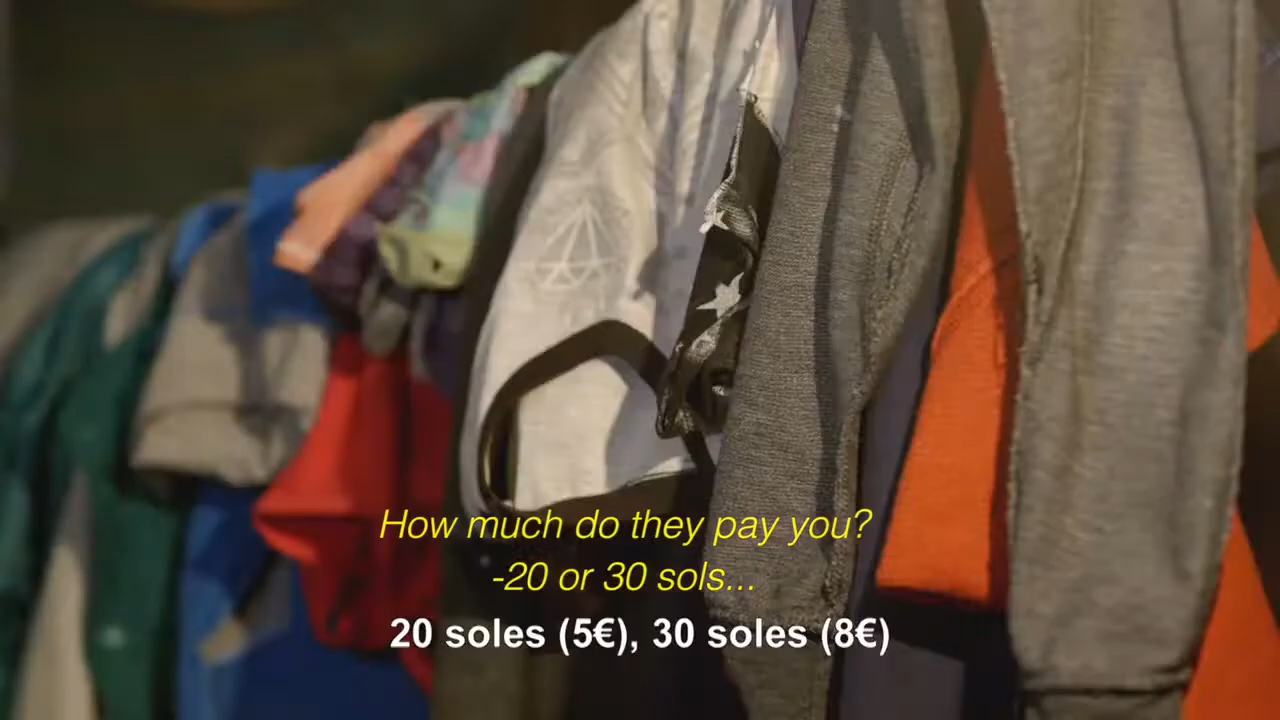 How much do they pay you?
-20 or 30 sols...
20 soles (5€), 30 soles (8€)